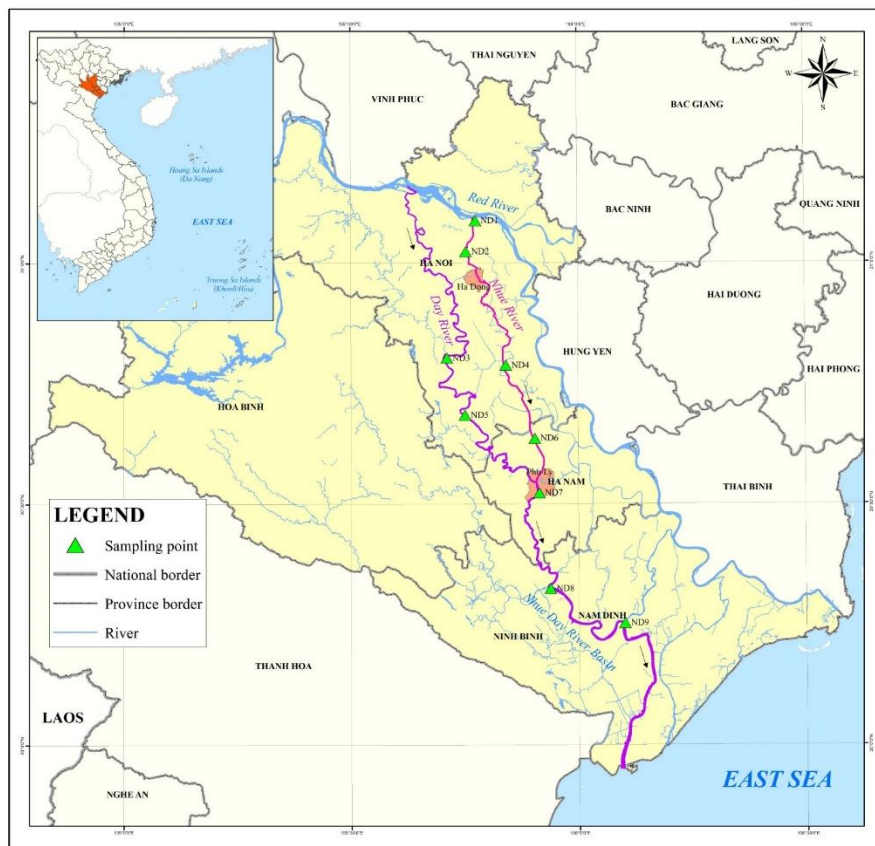 THAI NGUYEN
LANG SON
VINH PHUC
BAC GIANG
N
W
E
S
Hoang Sa Islands
(Da Nang)
EAST SEA
Truong Sa Islands
(Khanh Hoa)
Red River
ND1
BAC NINH
QUANG NINH
ND2
HA NOI
Ha Dong
Nhue River
Day River
HAI DUONG
ND3
ND4
HUNG YEN
HAI PHONG
HOA BINH
ND5
ND6
Phu Ly
HA NAM
ND7
THAI BINH
LEGEND
Sampling point
National border
Province border
River
ND8
NAM DINH
ND9
Nhue Day River Basin
NINH BINH
THANH HOA
LAOS
NGHE AN
EAST SEA